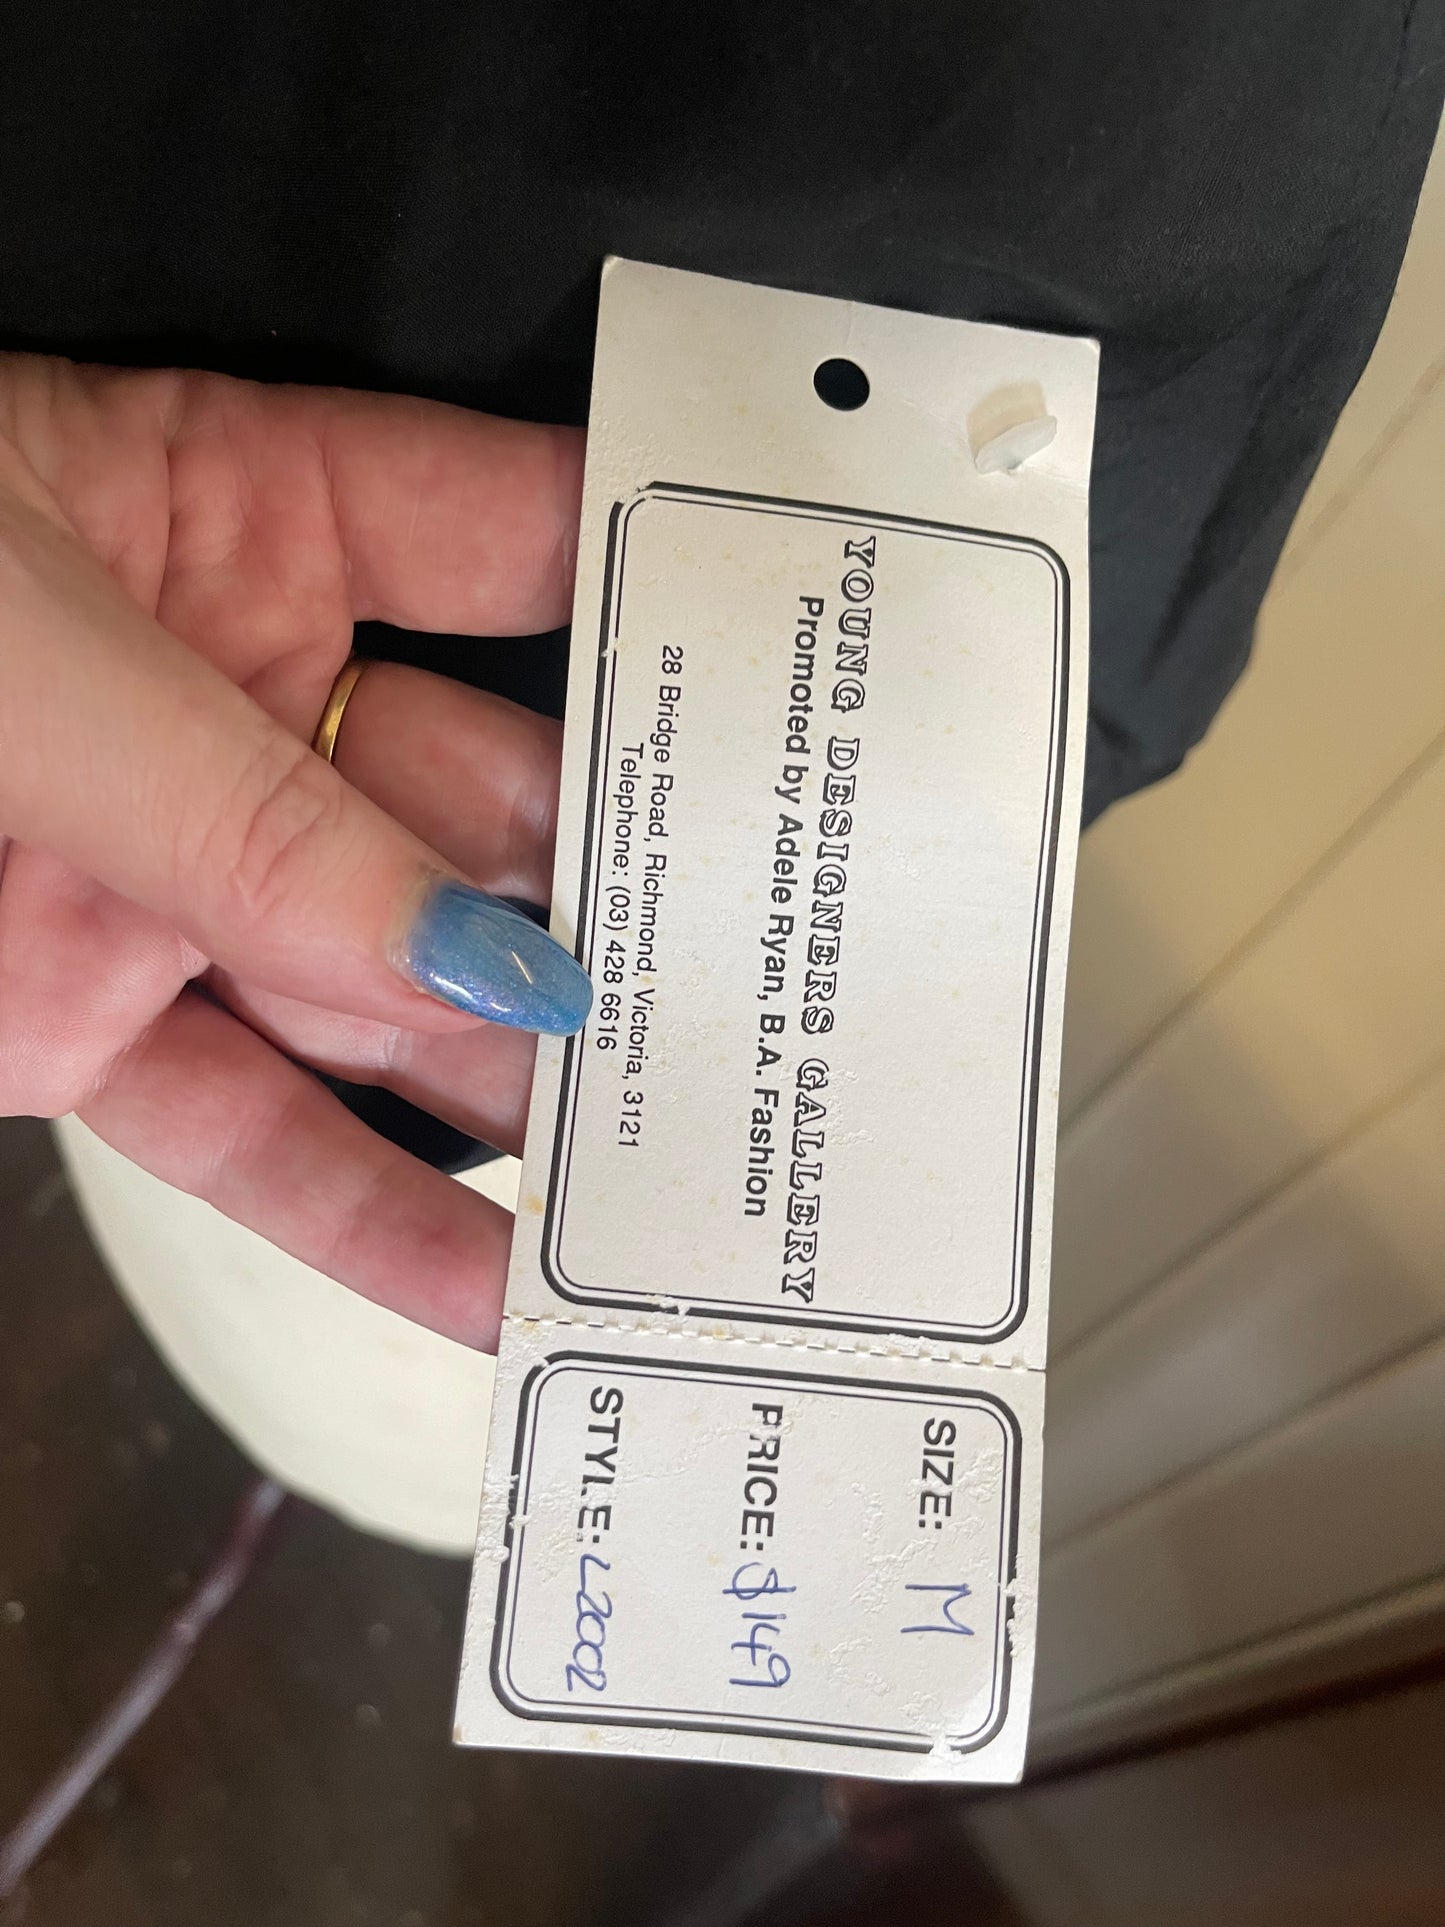 YOUNG DESIGNERS GALLERY
Promoted by Adele Ryan, B.A. Fashion
28 Bridge Road, Richmond, Victoria, 3121
Telephone: (03) 428 6616
SIZE: M
PRICE: $149
STYLE: L2002